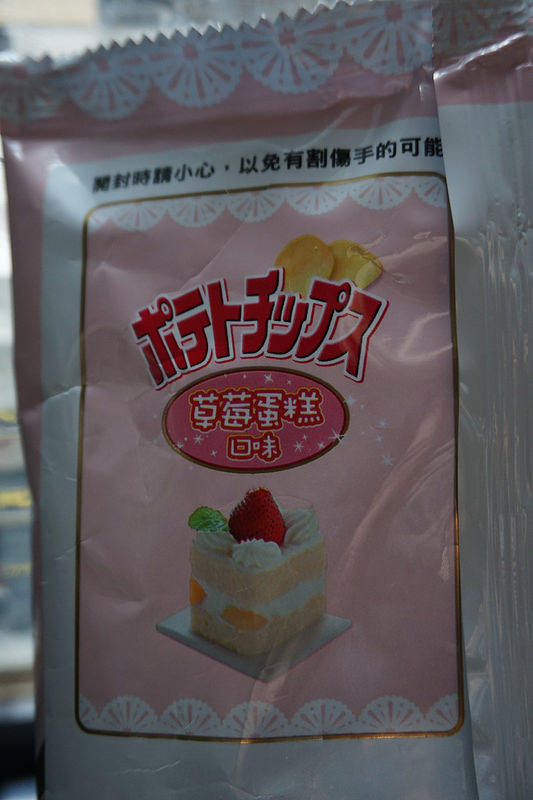 開封時請小心，以免有割傷手的可能
ポテトチップス
草莓蛋糕
口味